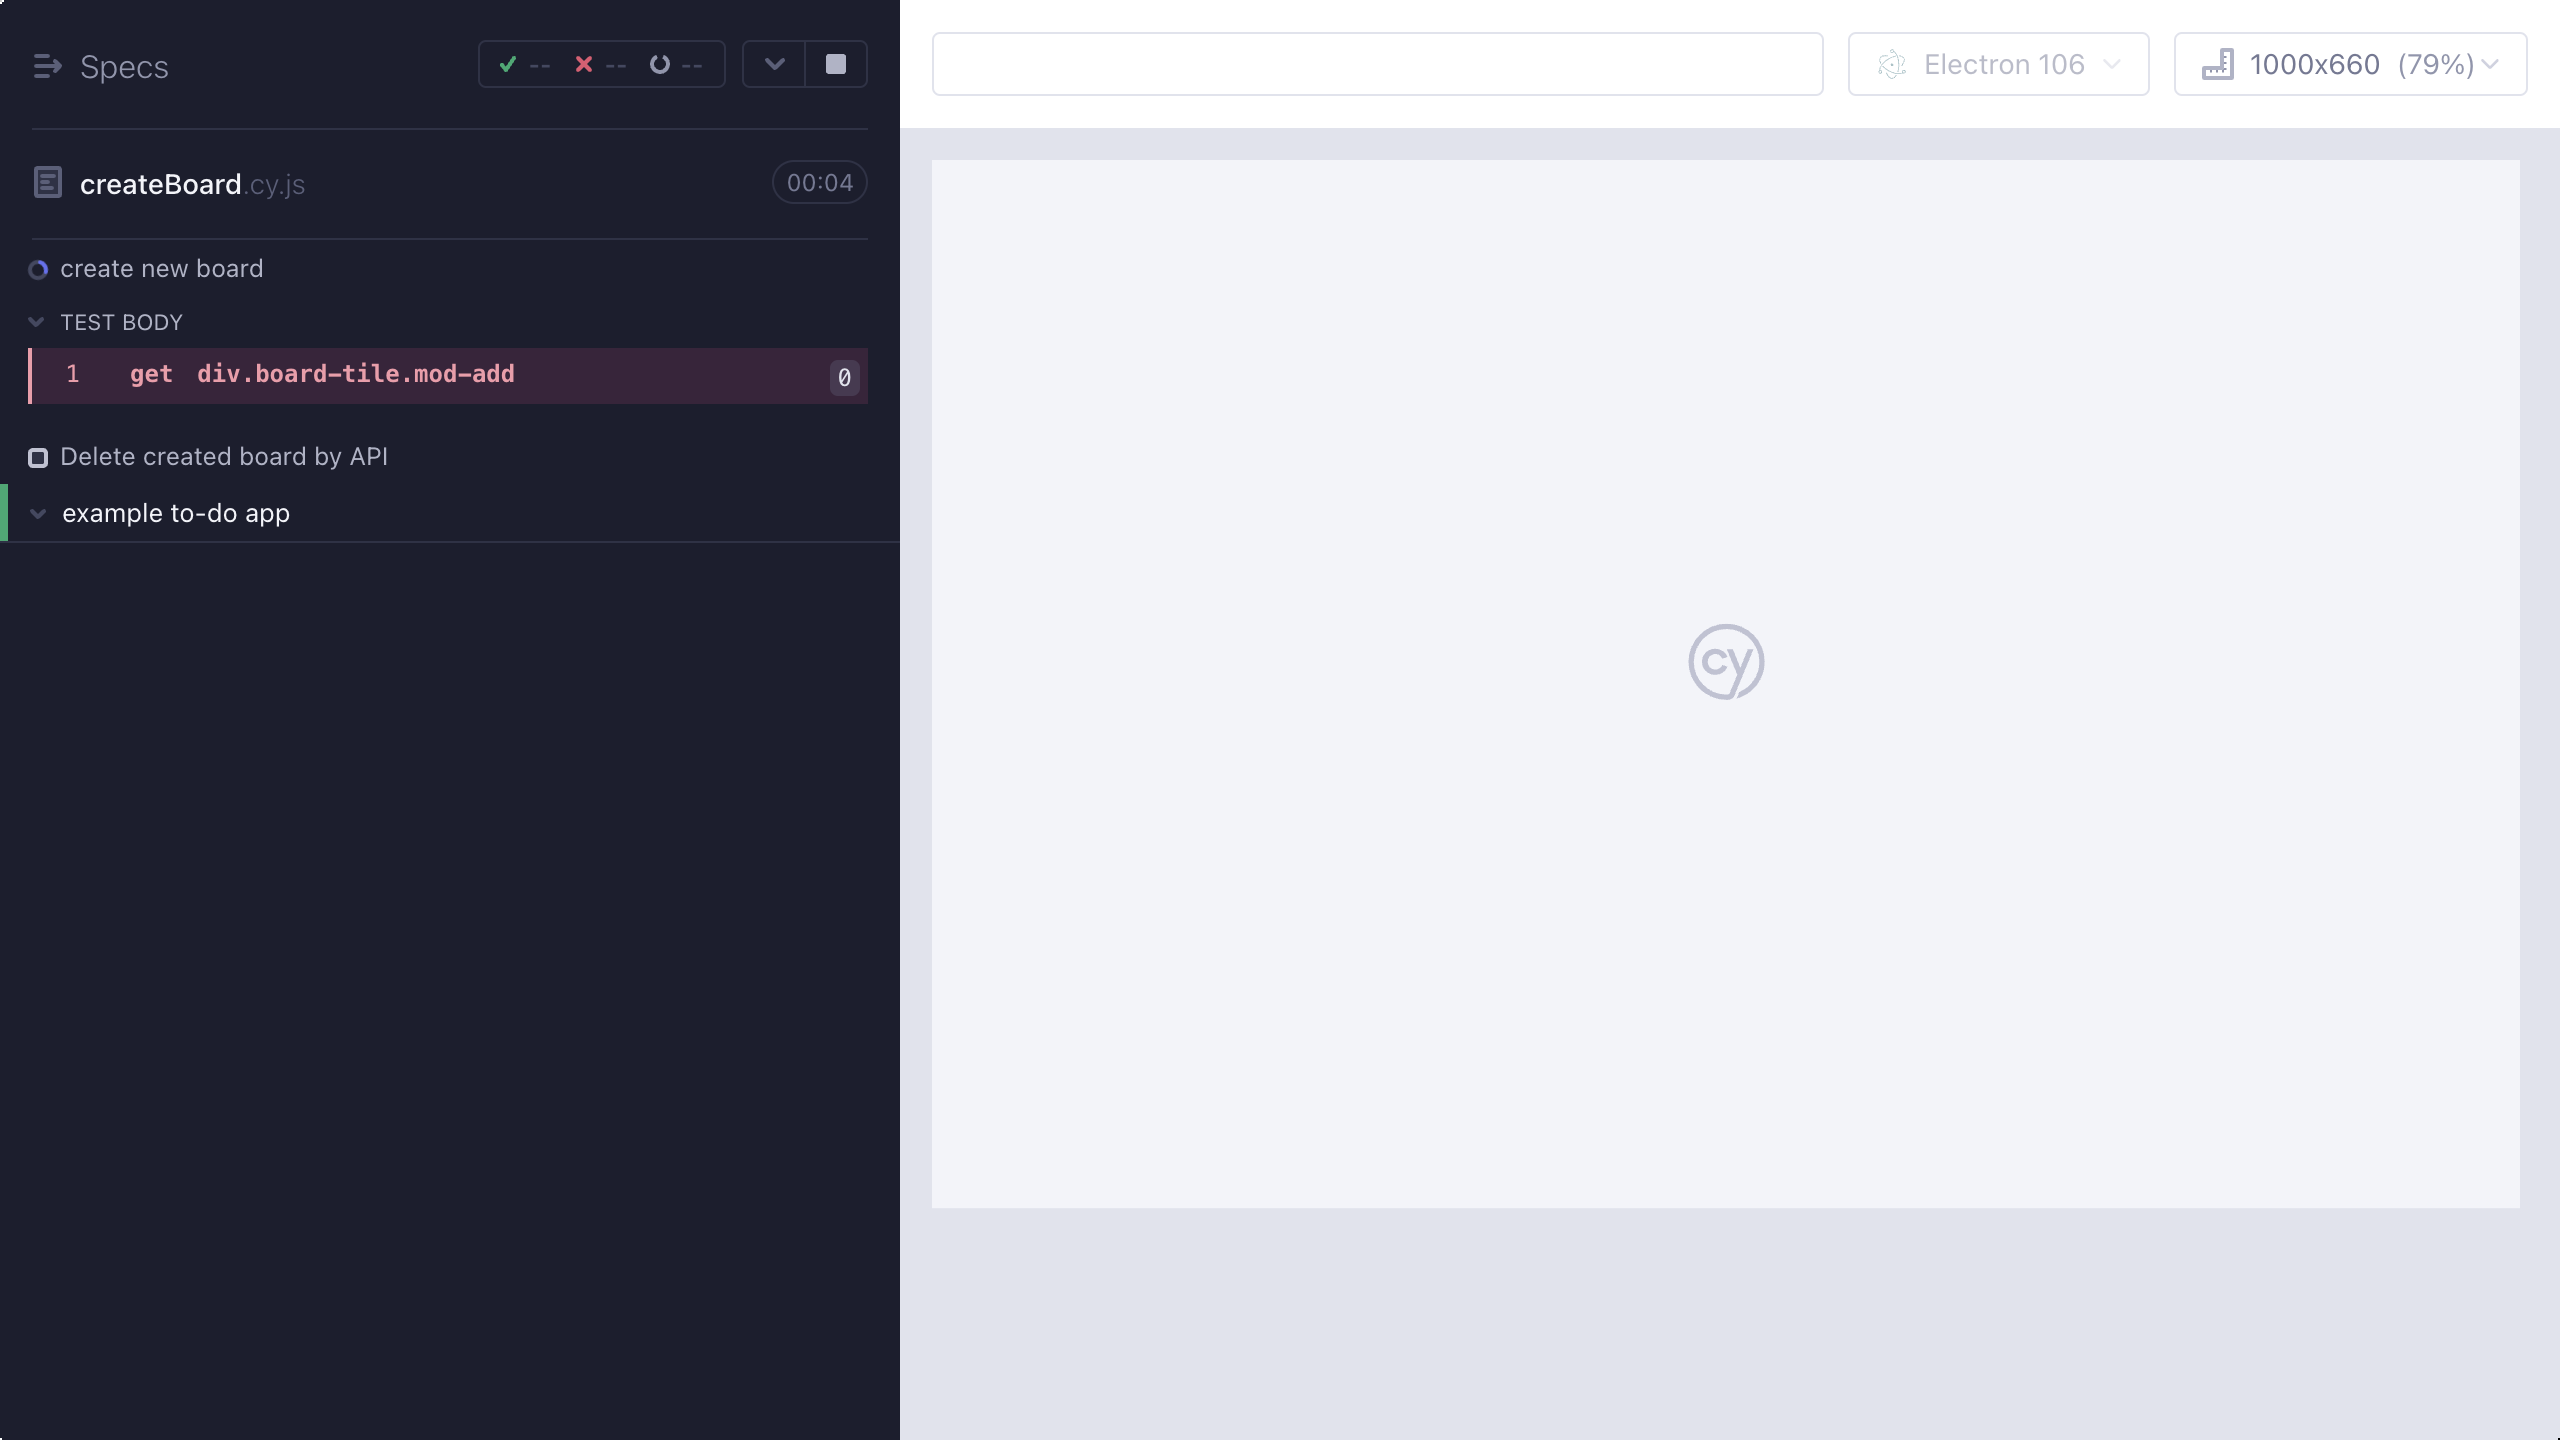 Specs
-- -- --
createBoard.cy.js
00:04
create new board
TEST BODY
1 get div.board-tile.mod-add 0
Delete created board by API
example to-do app
Electron 106
1000x660 (79%)
cy